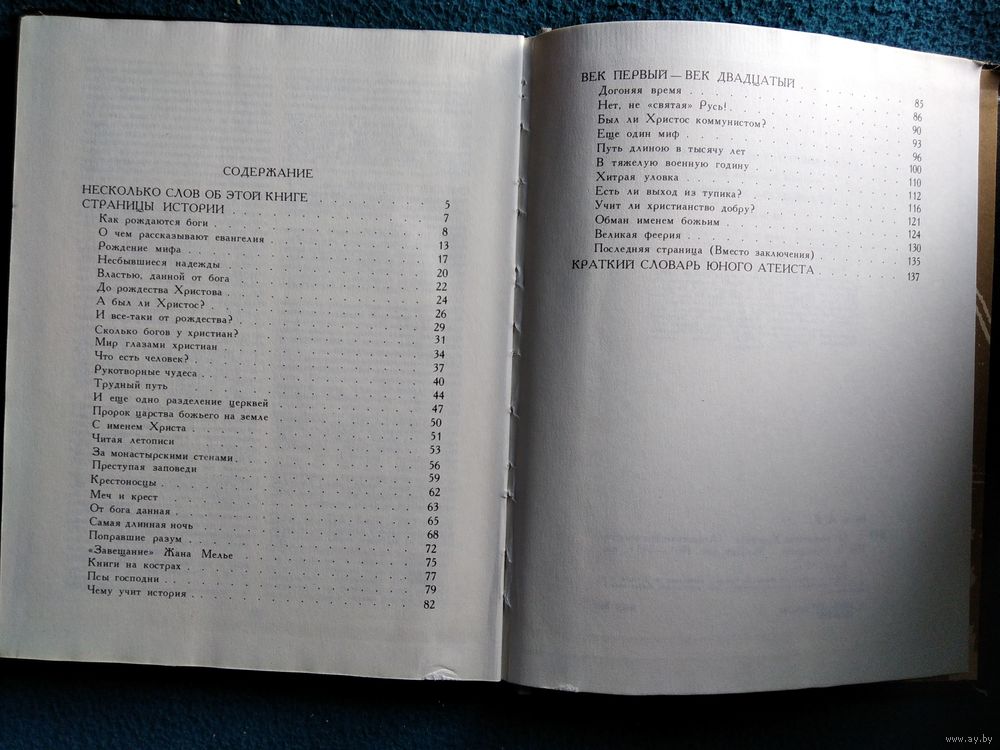 СОДЕРЖАНИЕ
НЕСКОЛЬКО СЛОВ ОБ ЭТОЙ КНИГЕ 5
СТРАНИЦЫ ИСТОРИИ 7
Как рождаются боги 8
О чем рассказывают евангелия 13
Рождение мифа 17
Несбывшиеся надежды 20
Властью, данной от бога 22
До рождества Христова 24
А был ли Христос? 26
И все-таки от рождества? 29
Сколько богов у христиан? 31
Мир глазами христиан 34
Что есть человек? 37
Рукотворные чудеса 40
Трудный путь 44
И еще одно разделение церквей 47
Пророк царства божьего на земле 50
С именем Христа 51
Читая летописи 53
За монастырскими стенами 56
Преступая заповеди 59
Крестоносцы 62
Меч и крест 63
От бога данная 65
Самая длинная ночь 68
Поправшие разум 72
«Завещание» Жана Мелье 75
Книги на кострах 77
Псы господни 79
Чему учит история 82
ВЕК ПЕРВЫЙ — ВЕК ДВАДЦАТЫЙ 85
Догоняя время 86
Нет, не «святая» Русь! 90
Был ли Христос коммунистом? 93
Еще один миф 96
Путь длиною в тысячу лет 100
В тяжелую военную годину 110
Хитрая уловка 112
Есть ли выход из тупика? 116
Учит ли христианство добру? 121
Обман именем божьим 124
Великая феерия 130
Последняя страница (Вместо заключения) 135
КРАТКИЙ СЛОВАРЬ ЮНОГО АТЕИСТА 137
www.ay.by